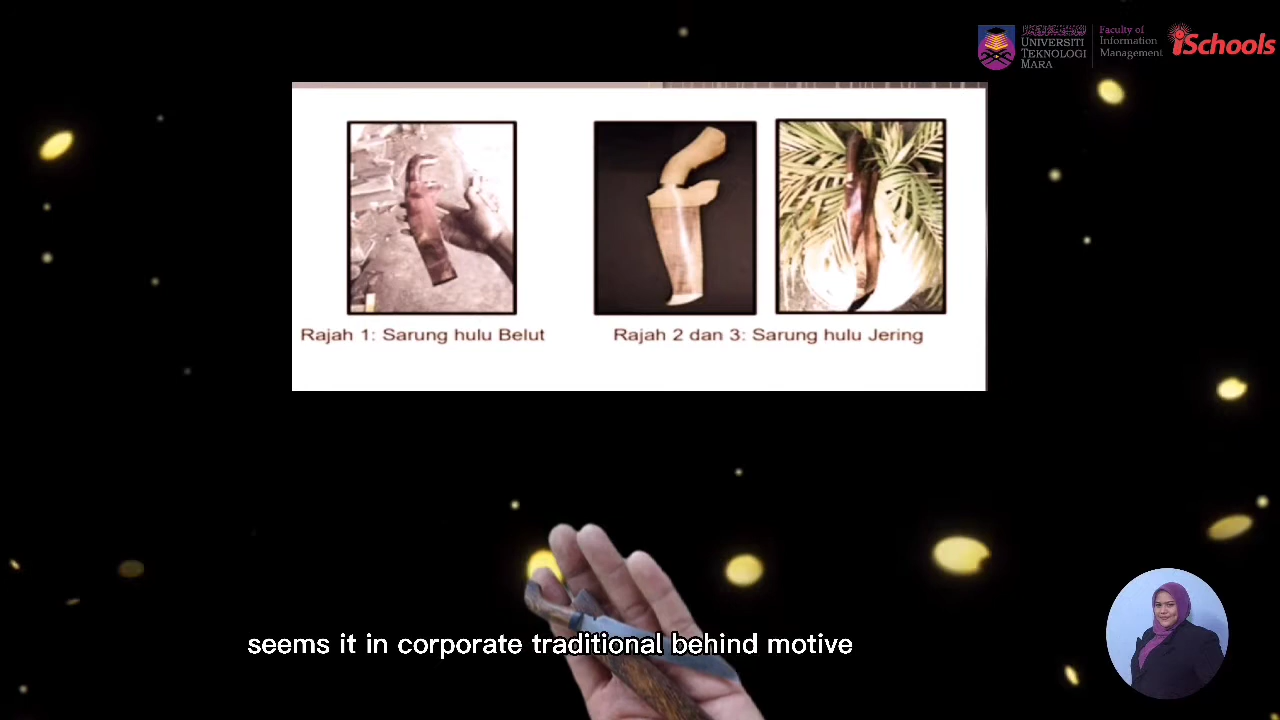 UNIVERSITI
TEKNOLOGI
MARA
Faculty of
Information
Management
iSchools
Rajah 1: Sarung hulu Belut
Rajah 2 dan 3: Sarung hulu Jering
seems it in corporate traditional behind motive